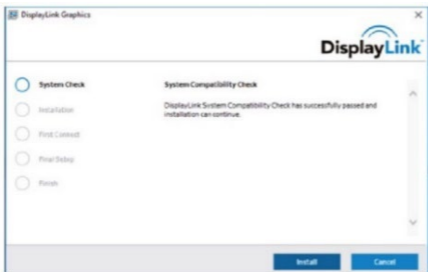 DisplayLink Graphics
DisplayLink
System Check
Installation
First Connect
Final Setup
Finish
System Compatibility Check
DisplayLink System Compatibility Check has successfully passed and
installation can continue.
Install
Cancel